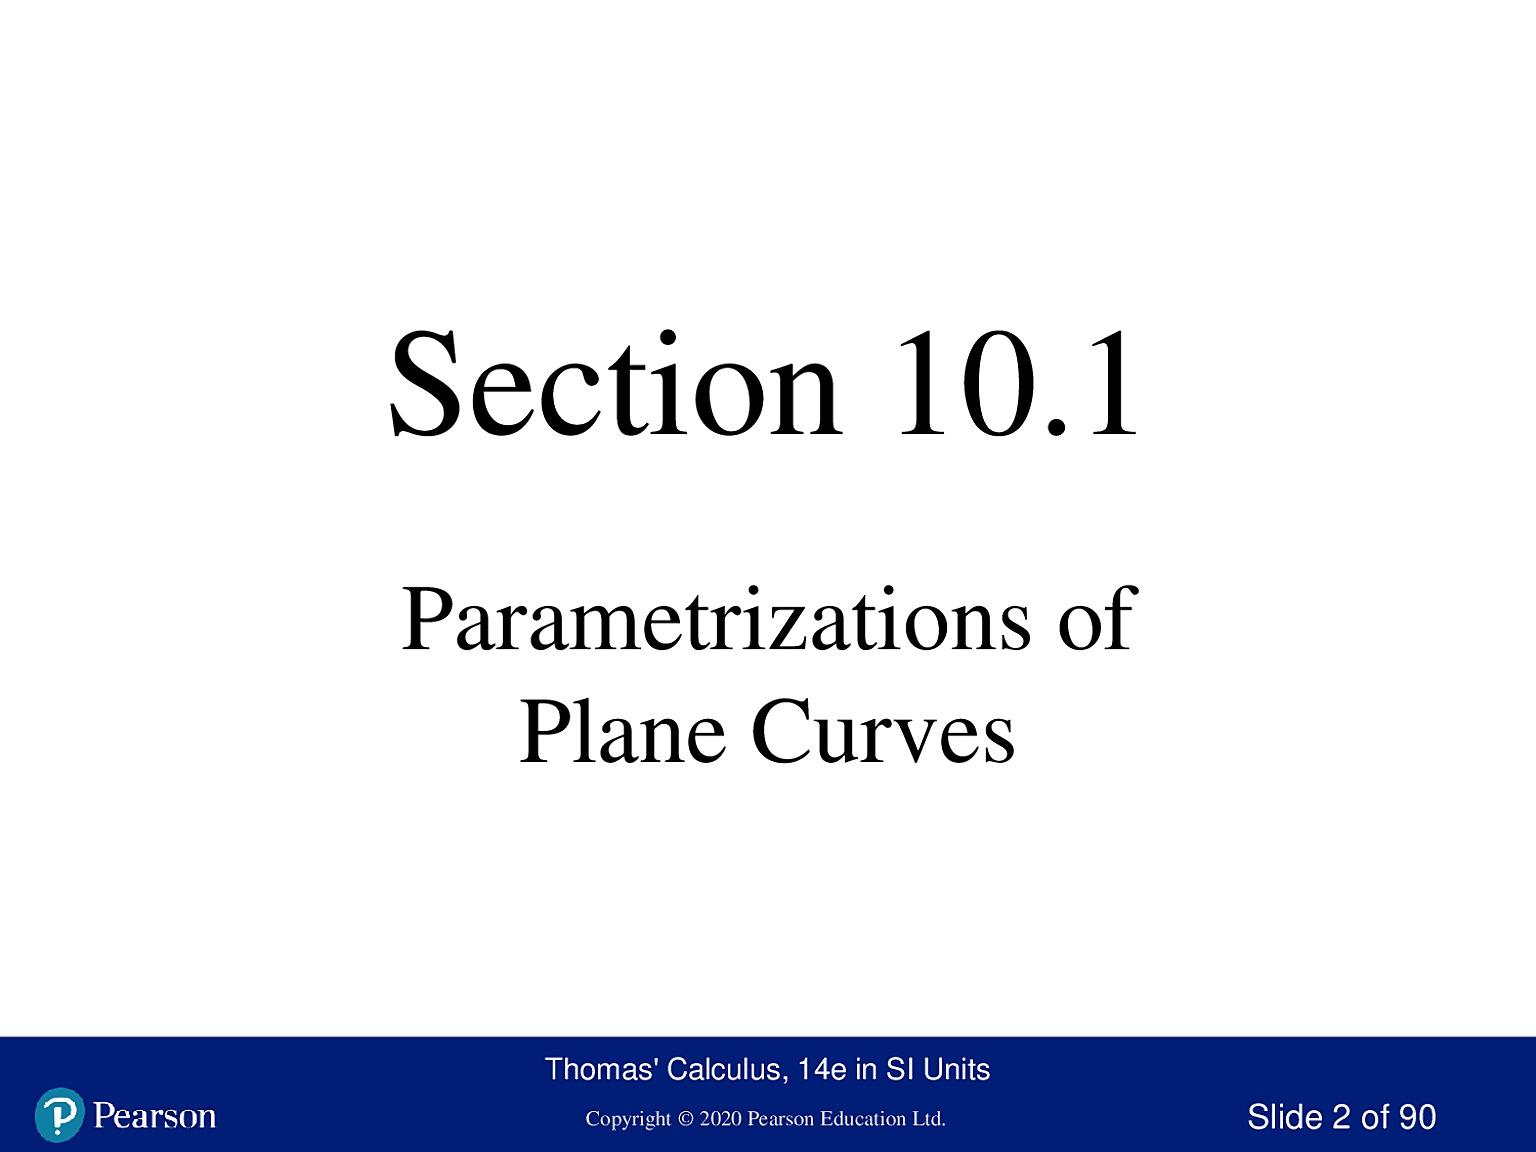 Section 10.1
Parametrizations of
Plane Curves
Thomas' Calculus, 14e in SI Units
Pearson
Copyright © 2020 Pearson Education Ltd.
Slide 2 of 90